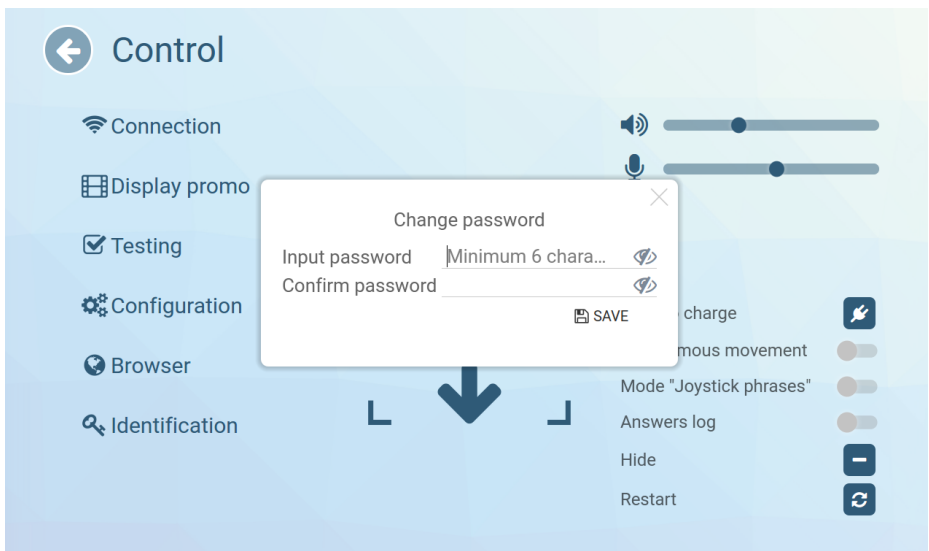 Control
Connection
Display promo
Testing
Configuration
Browser
Identification
Change password
Input password Minimum 6 chara...
Confirm password
SAVE
charge
mous movement
Mode "Joystick phrases"
Answers log
Hide
Restart